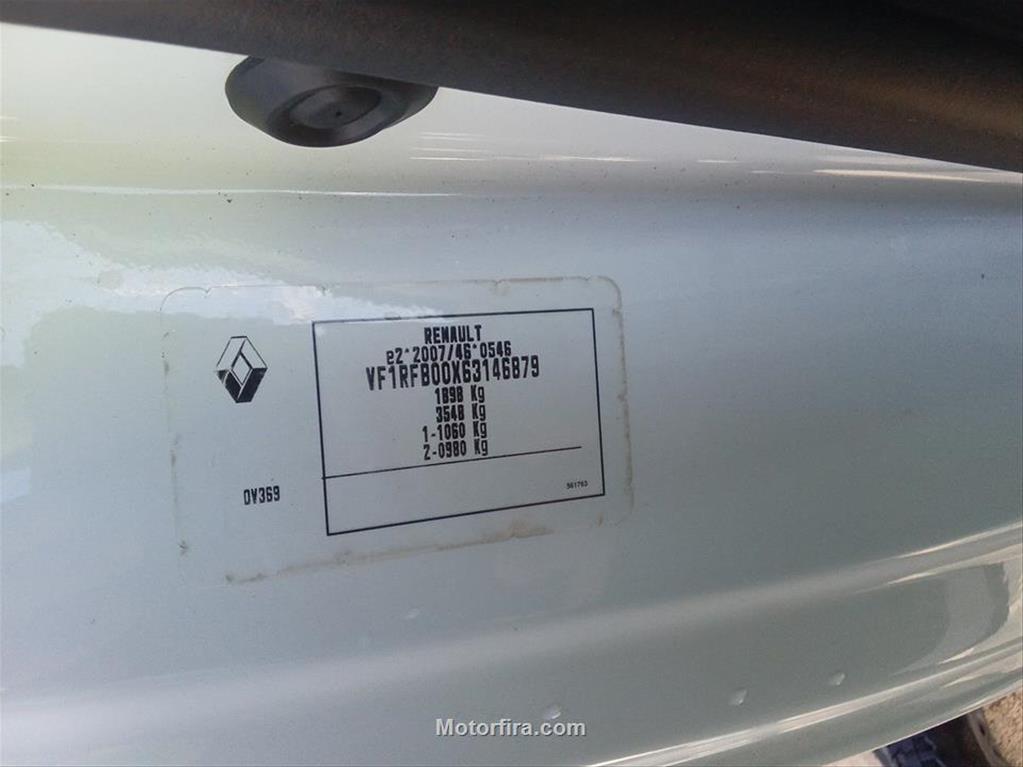 RENAULT
e2*2007/46*0546
VF1RFB00X63146879
1898 Kg
3548 Kg
1-1060 Kg
2-0980 Kg
DV369
561763
Motorfira.com